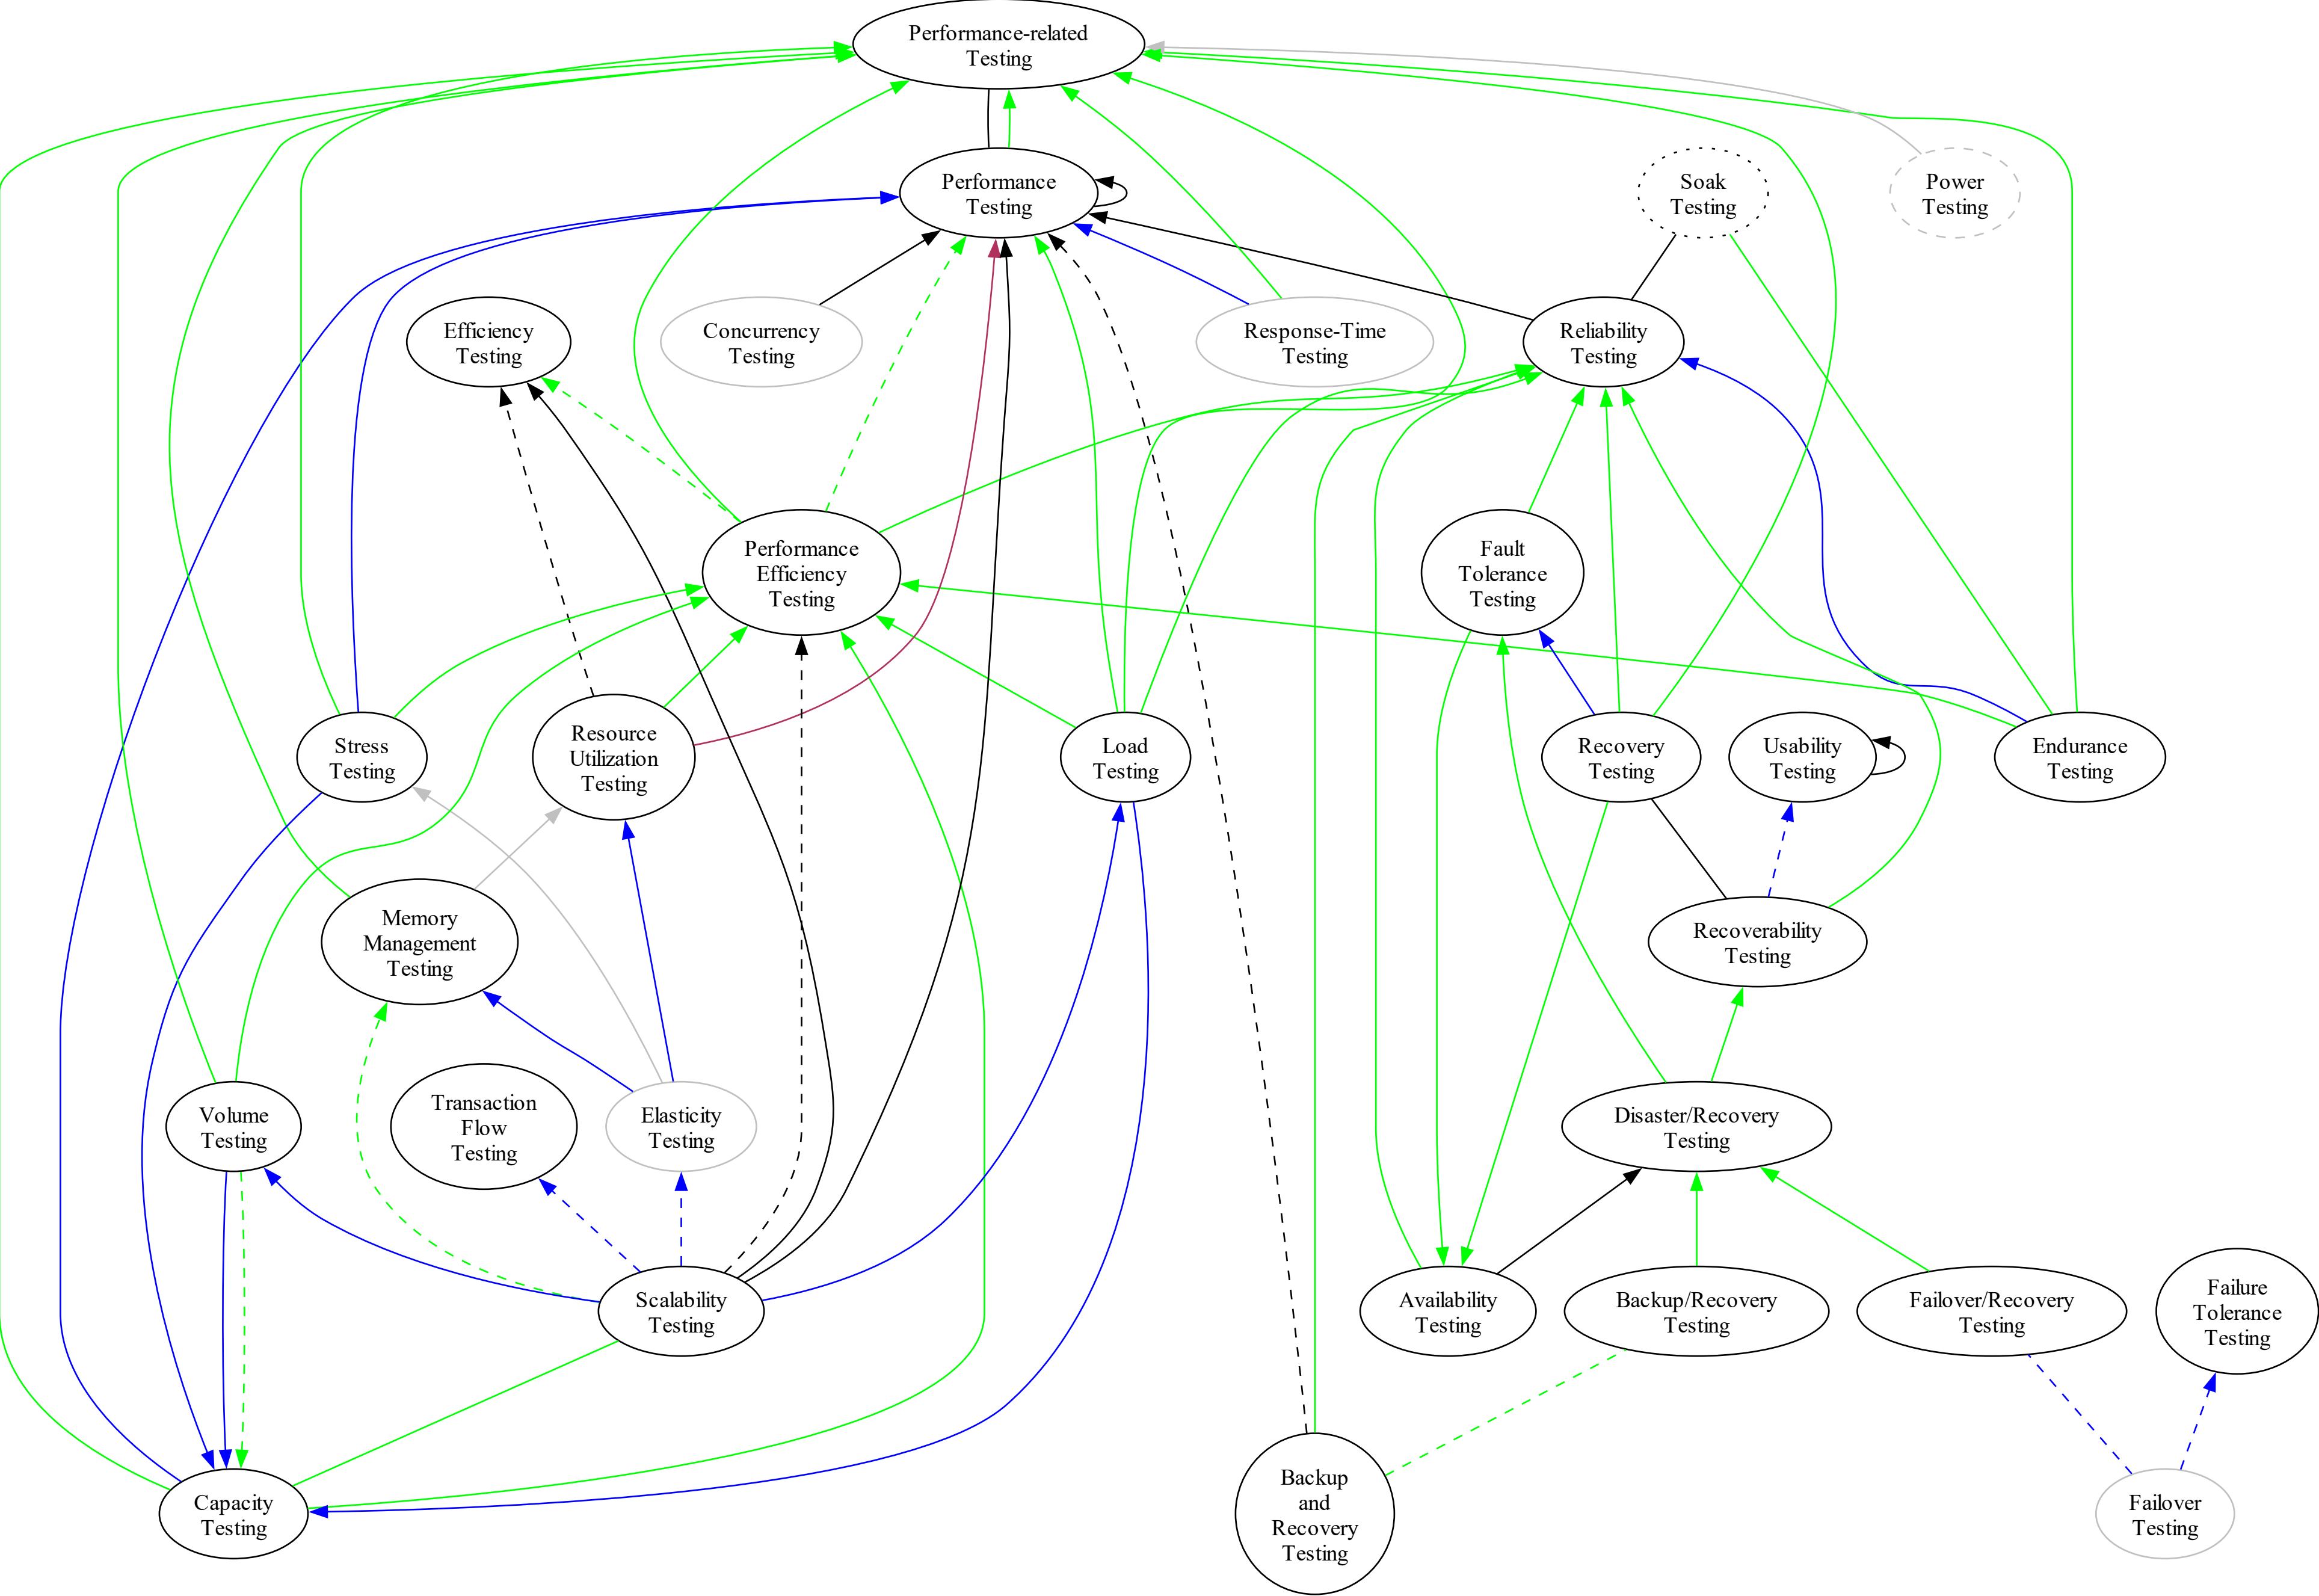 Performance-related
Testing
Performance
Testing
Soak
Testing
Power
Testing
Efficiency
Testing
Concurrency
Testing
Response-Time
Testing
Reliability
Testing
Performance
Efficiency
Testing
Fault
Tolerance
Testing
Stress
Testing
Resource
Utilization
Testing
Load
Testing
Recovery
Testing
Usability
Testing
Endurance
Testing
Memory
Management
Testing
Recoverability
Testing
Volume
Testing
Transaction
Flow
Testing
Elasticity
Testing
Disaster/Recovery
Testing
Scalability
Testing
Availability
Testing
Backup/Recovery
Testing
Failover/Recovery
Testing
Failure
Tolerance
Testing
Capacity
Testing
Backup
and
Recovery
Testing
Failover
Testing